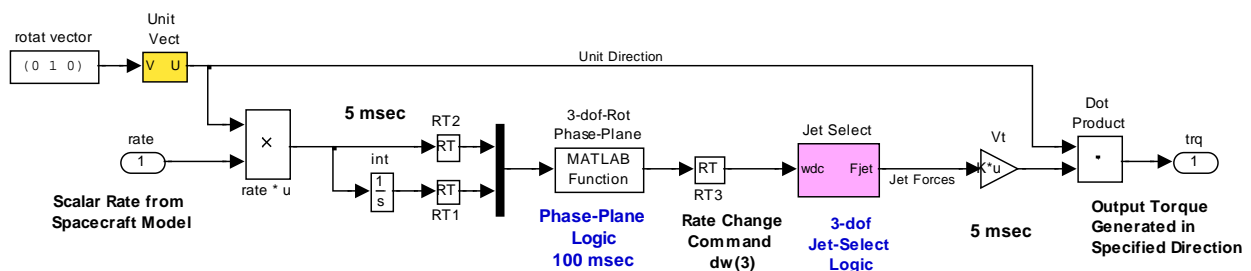 rotat vector
(0 1 0)
Unit
Vect
V U
Unit Direction
rate
1
Scalar Rate from
Spacecraft Model
×
rate * u
5 msec
int
1
s
RT2
RT
RT
RT1
3-dof-Rot
Phase-Plane
MATLAB
Function
Phase-Plane
Logic
100 msec
RT
RT3
Rate Change
Command
dw(3)
Jet Select
wdc Fjet
3-dof
Jet-Select
Logic
Jet Forces
Vt
K*u
5 msec
Dot
Product
trq
1
Output Torque
Generated in
Specified Direction